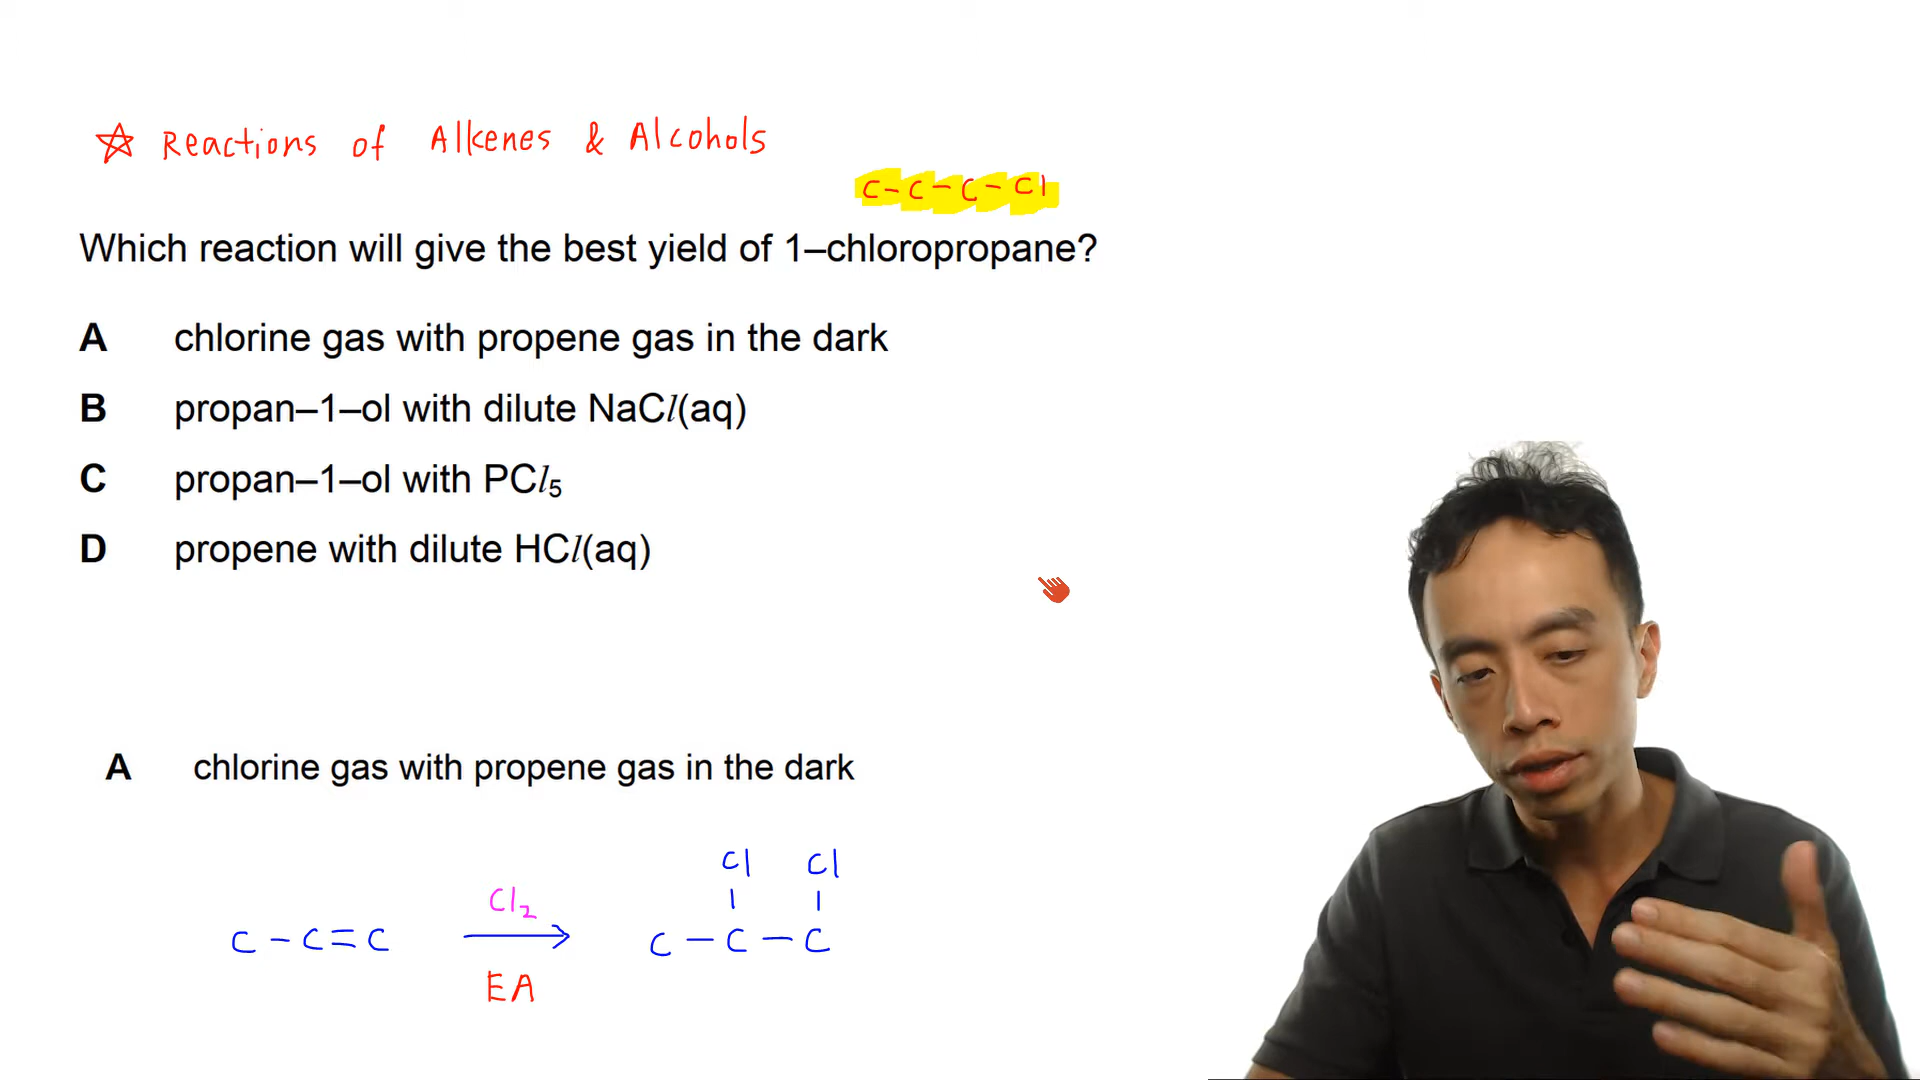 ☆ Reactions of Alkenes & Alcohols
C-C-C-Cl
Which reaction will give the best yield of 1–chloropropane?
A chlorine gas with propene gas in the dark
B propan–1–ol with dilute NaCl(aq)
C propan–1–ol with PCl₅
D propene with dilute HCl(aq)
A chlorine gas with propene gas in the dark
Cl Cl
Cl₂
C-C=C → C-C-C
EA